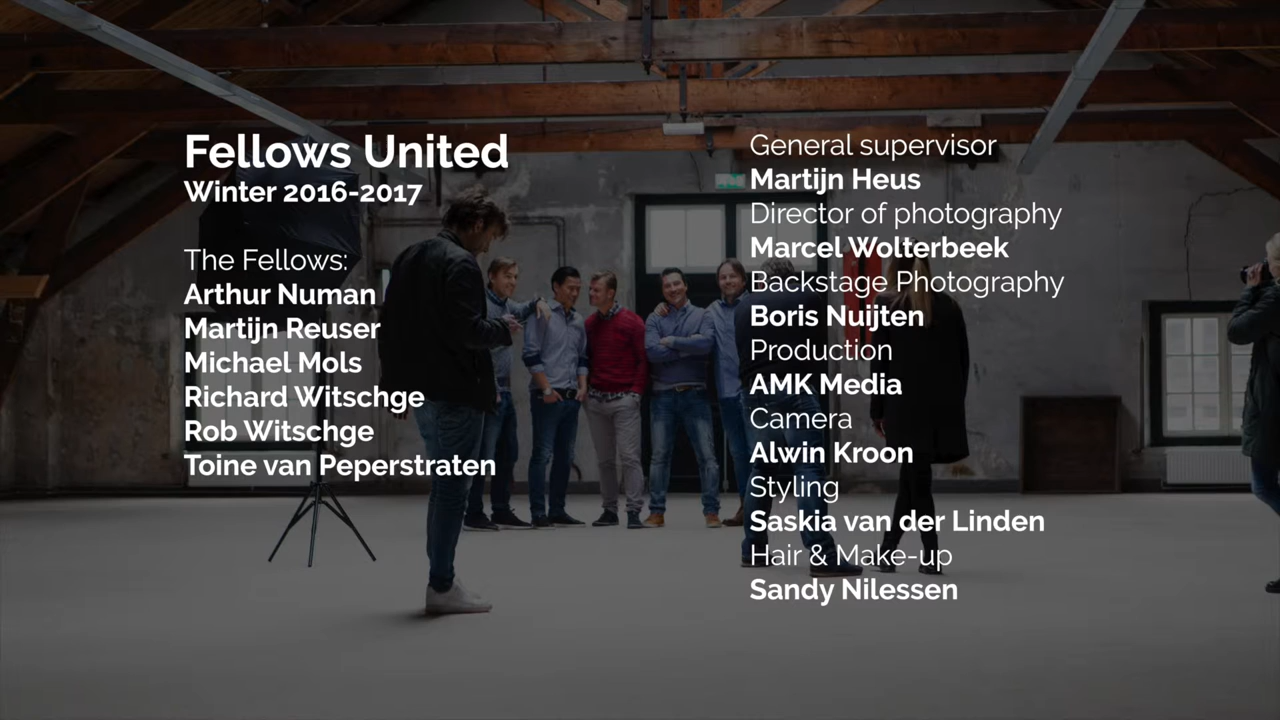 Fellows United
Winter 2016-2017
The Fellows:
Arthur Numan
Martijn Reuser
Michael Mols
Richard Witschge
Rob Witschge
Toine van Peperstraten
General supervisor
Martijn Heus
Director of photography
Marcel Wolterbeek
Backstage Photography
Boris Nuijten
Production
AMK Media
Camera
Alwin Kroon
Styling
Saskia van der Linden
Hair & Make-up
Sandy Nilessen